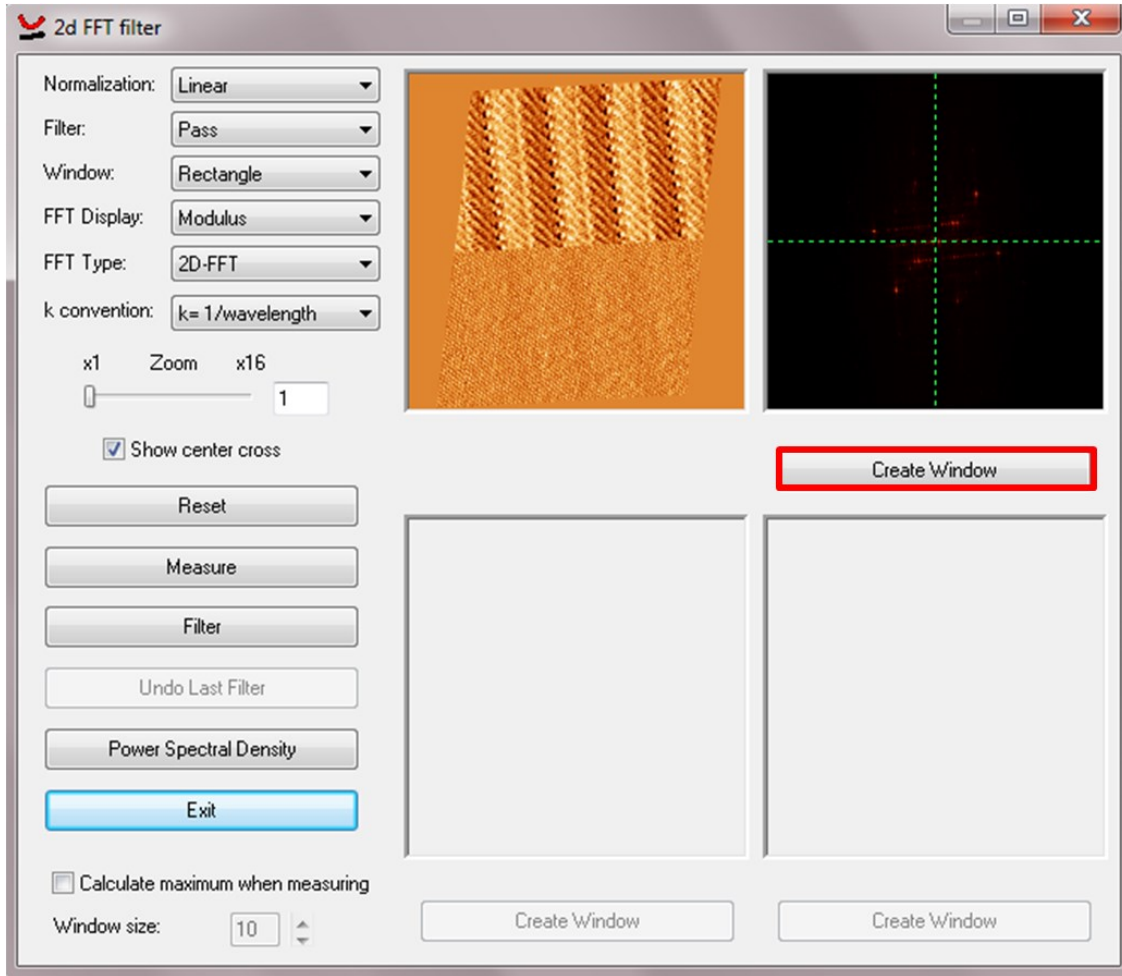 2d FFT filter
Normalization: Linear
Filter: Pass
Window: Rectangle
FFT Display: Modulus
FFT Type: 2D-FFT
k convention: k= 1/wavelength
x1 Zoom x16
1
Show center cross
Create Window
Reset
Measure
Filter
Undo Last Filter
Power Spectral Density
Exit
Calculate maximum when measuring
Window size: 10
Create Window
Create Window